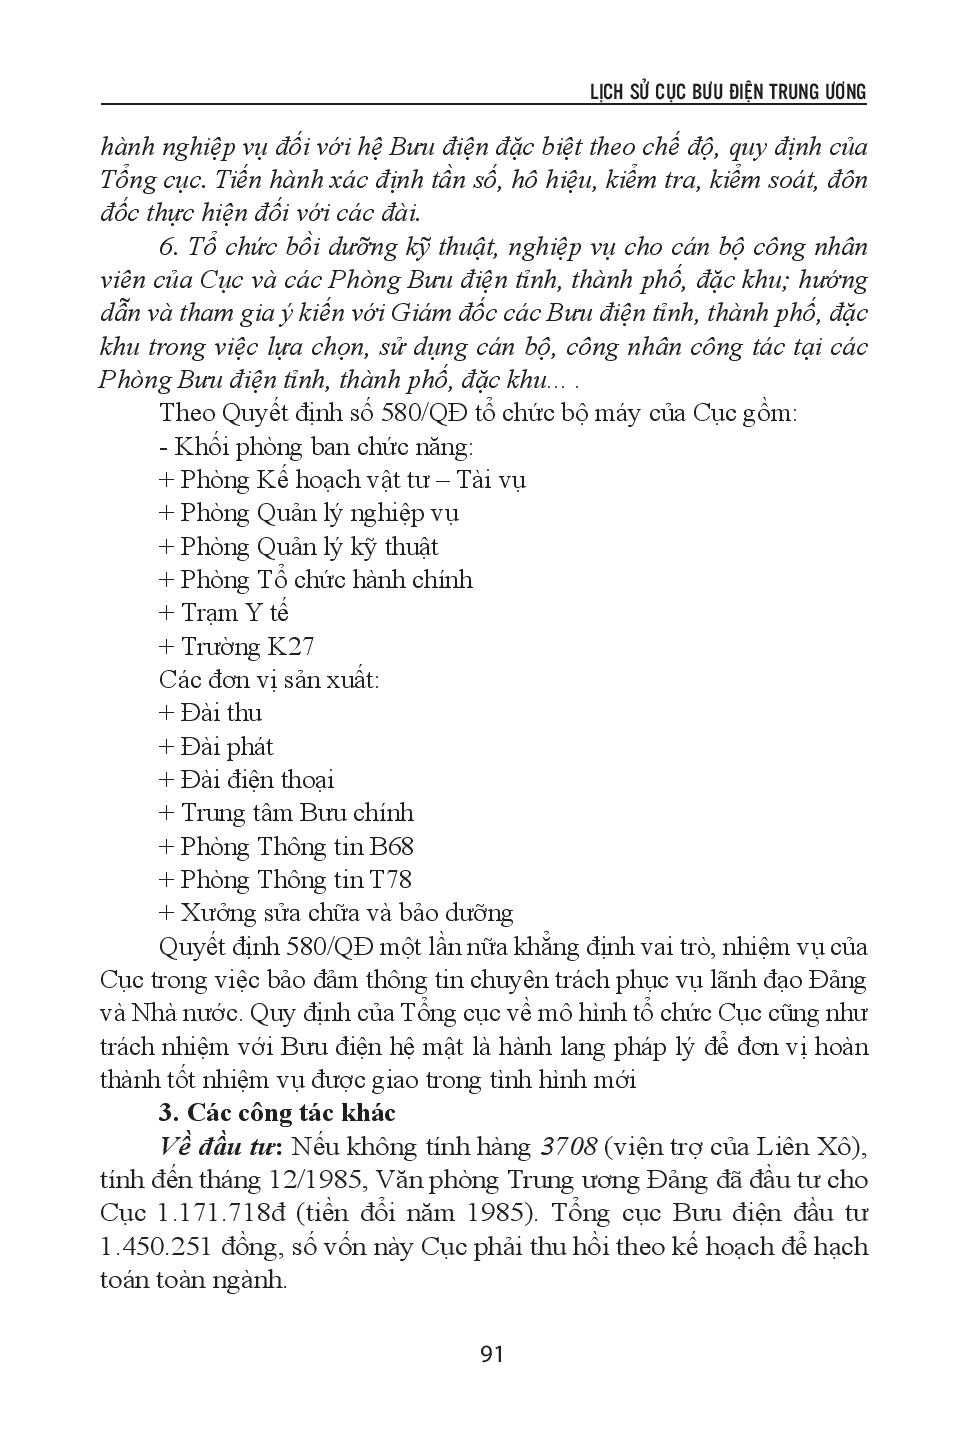 LỊCH SỬ CỤC BƯU ĐIỆN TRUNG ƯƠNG
hành nghiệp vụ đối với hệ Bưu điện đặc biệt theo chế độ, quy định của
Tổng cục. Tiến hành xác định tần số, hô hiệu, kiểm tra, kiểm soát, đôn
đốc thực hiện đối với các đài.
6. Tổ chức bồi dưỡng kỹ thuật, nghiệp vụ cho cán bộ công nhân
viên của Cục và các Phòng Bưu điện tỉnh, thành phố, đặc khu; hướng
dẫn và tham gia ý kiến với Giám đốc các Bưu điện tỉnh, thành phố, đặc
khu trong việc lựa chọn, sử dụng cán bộ, công nhân công tác tại các
Phòng Bưu điện tỉnh, thành phố, đặc khu... .
Theo Quyết định số 580/QĐ tổ chức bộ máy của Cục gồm:
- Khối phòng ban chức năng:
+ Phòng Kế hoạch vật tư – Tài vụ
+ Phòng Quản lý nghiệp vụ
+ Phòng Quản lý kỹ thuật
+ Phòng Tổ chức hành chính
+ Trạm Y tế
+ Trường K27
Các đơn vị sản xuất:
+ Đài thu
+ Đài phát
+ Đài điện thoại
+ Trung tâm Bưu chính
+ Phòng Thông tin B68
+ Phòng Thông tin T78
+ Xưởng sửa chữa và bảo dưỡng
Quyết định 580/QĐ một lần nữa khẳng định vai trò, nhiệm vụ của
Cục trong việc bảo đảm thông tin chuyên trách phục vụ lãnh đạo Đảng
và Nhà nước. Quy định của Tổng cục về mô hình tổ chức Cục cũng như
trách nhiệm với Bưu điện hệ mật là hành lang pháp lý để đơn vị hoàn
thành tốt nhiệm vụ được giao trong tình hình mới
3. Các công tác khác
Về đầu tư: Nếu không tính hàng 3708 (viện trợ của Liên Xô),
tính đến tháng 12/1985, Văn phòng Trung ương Đảng đã đầu tư cho
Cục 1.171.718đ (tiền đổi năm 1985). Tổng cục Bưu điện đầu tư
1.450.251 đồng, số vốn này Cục phải thu hồi theo kế hoạch để hạch
toán toàn ngành.
91